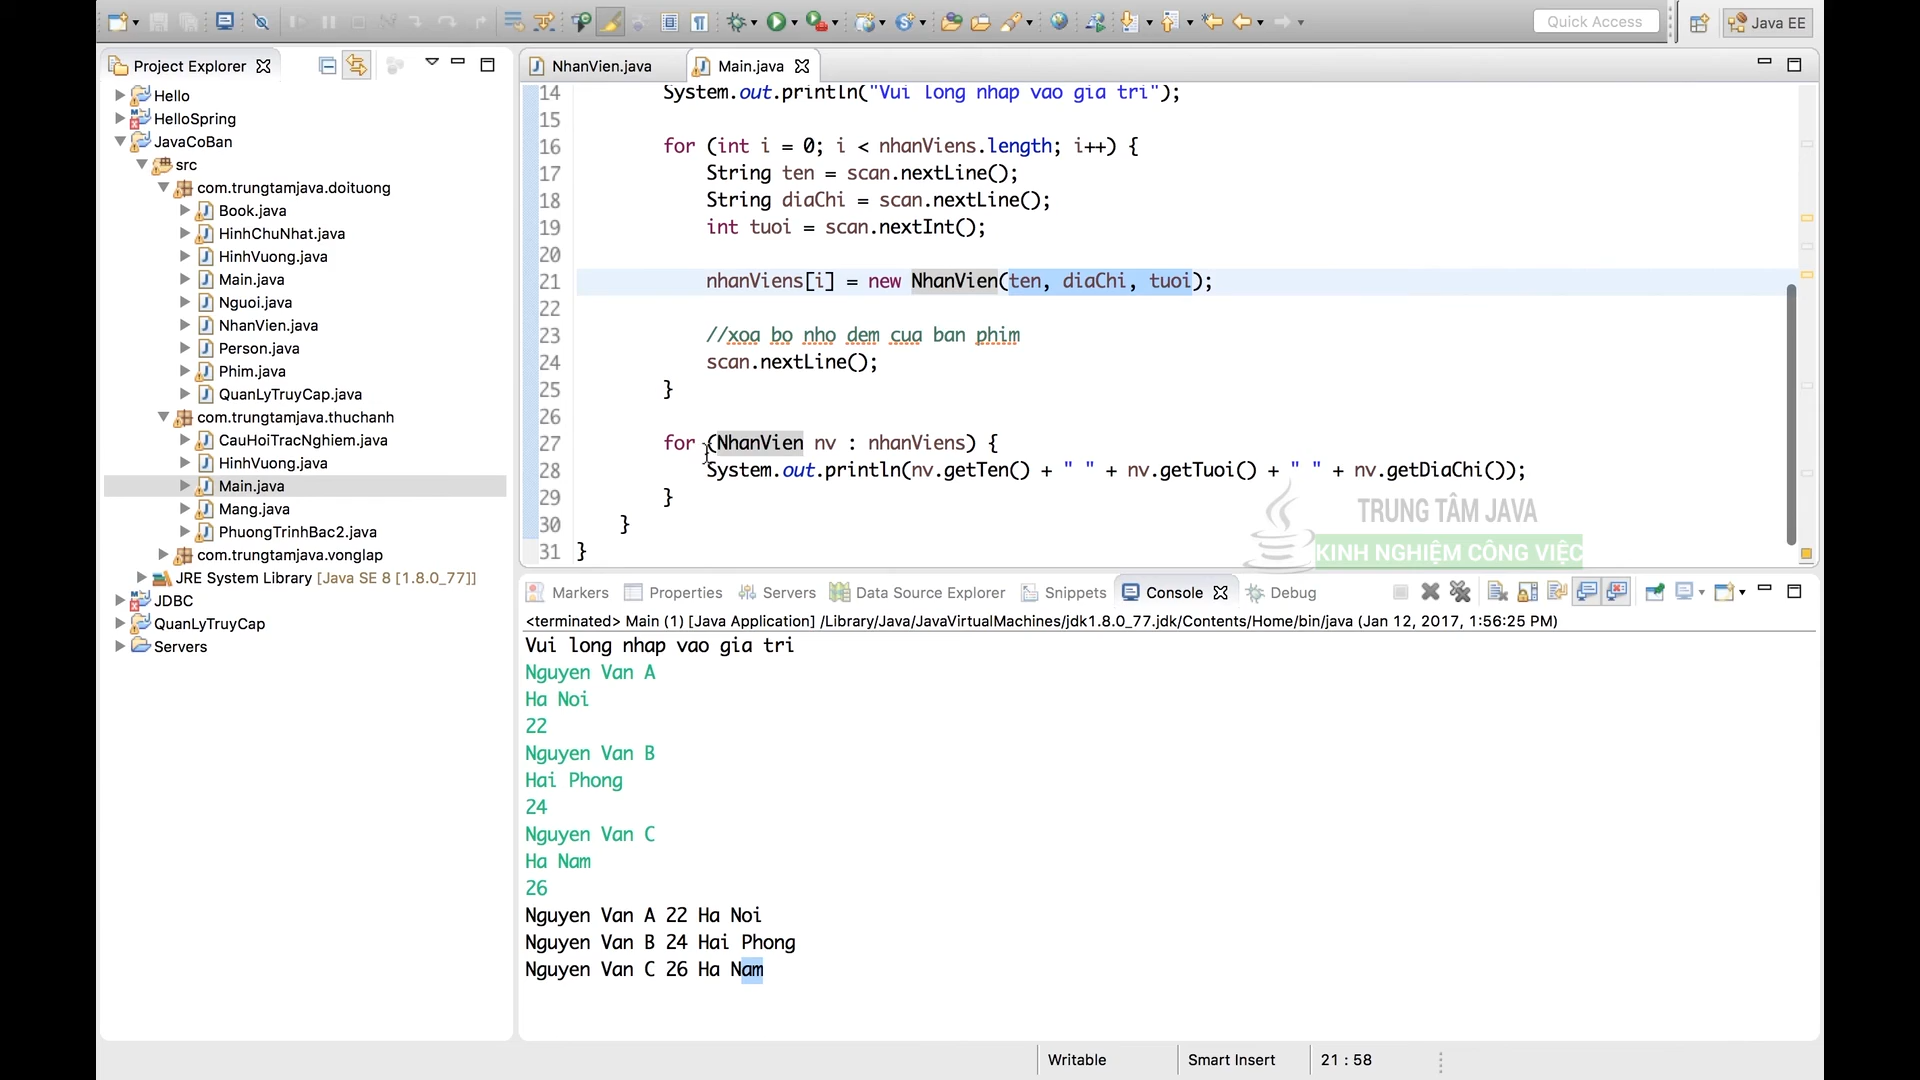 Quick Access
Java EE
Project Explorer
Hello
HelloSpring
JavaCoBan
src
com.trungtamjava.doituong
Book.java
HinhChuNhat.java
HinhVuong.java
Main.java
Nguoi.java
NhanVien.java
Person.java
Phim.java
QuanLyTruyCap.java
com.trungtamjava.thuchanh
CauHoiTracNghiem.java
HinhVuong.java
Main.java
Mang.java
PhuongTrinhBac2.java
com.trungtamjava.vonglap
JRE System Library [Java SE 8 [1.8.0_77]]
JDBC
QuanLyTruyCap
Servers
NhanVien.java
Main.java
14 System.out.println("Vui long nhap vao gia tri");
15
16 for (int i = 0; i < nhanViens.length; i++) {
17 String ten = scan.nextLine();
18 String diaChi = scan.nextLine();
19 int tuoi = scan.nextInt();
20
21 nhanViens[i] = new NhanVien(ten, diaChi, tuoi);
22
23 //xoa bo nho dem cua ban phim
24 scan.nextLine();
25 }
26
27 for (NhanVien nv : nhanViens) {
28 System.out.println(nv.getTen() + " " + nv.getTuoi() + " " + nv.getDiaChi());
29 }
30 }
31 }
TRUNG TÂM JAVA
KINH NGHIỆM CÔNG VIỆC
Markers Properties Servers Data Source Explorer Snippets Console Debug
<terminated> Main (1) [Java Application] /Library/Java/JavaVirtualMachines/jdk1.8.0_77.jdk/Contents/Home/bin/java (Jan 12, 2017, 1:56:25 PM)
Vui long nhap vao gia tri
Nguyen Van A
Ha Noi
22
Nguyen Van B
Hai Phong
24
Nguyen Van C
Ha Nam
26
Nguyen Van A 22 Ha Noi
Nguyen Van B 24 Hai Phong
Nguyen Van C 26 Ha Nam
Writable
Smart Insert
21 : 58